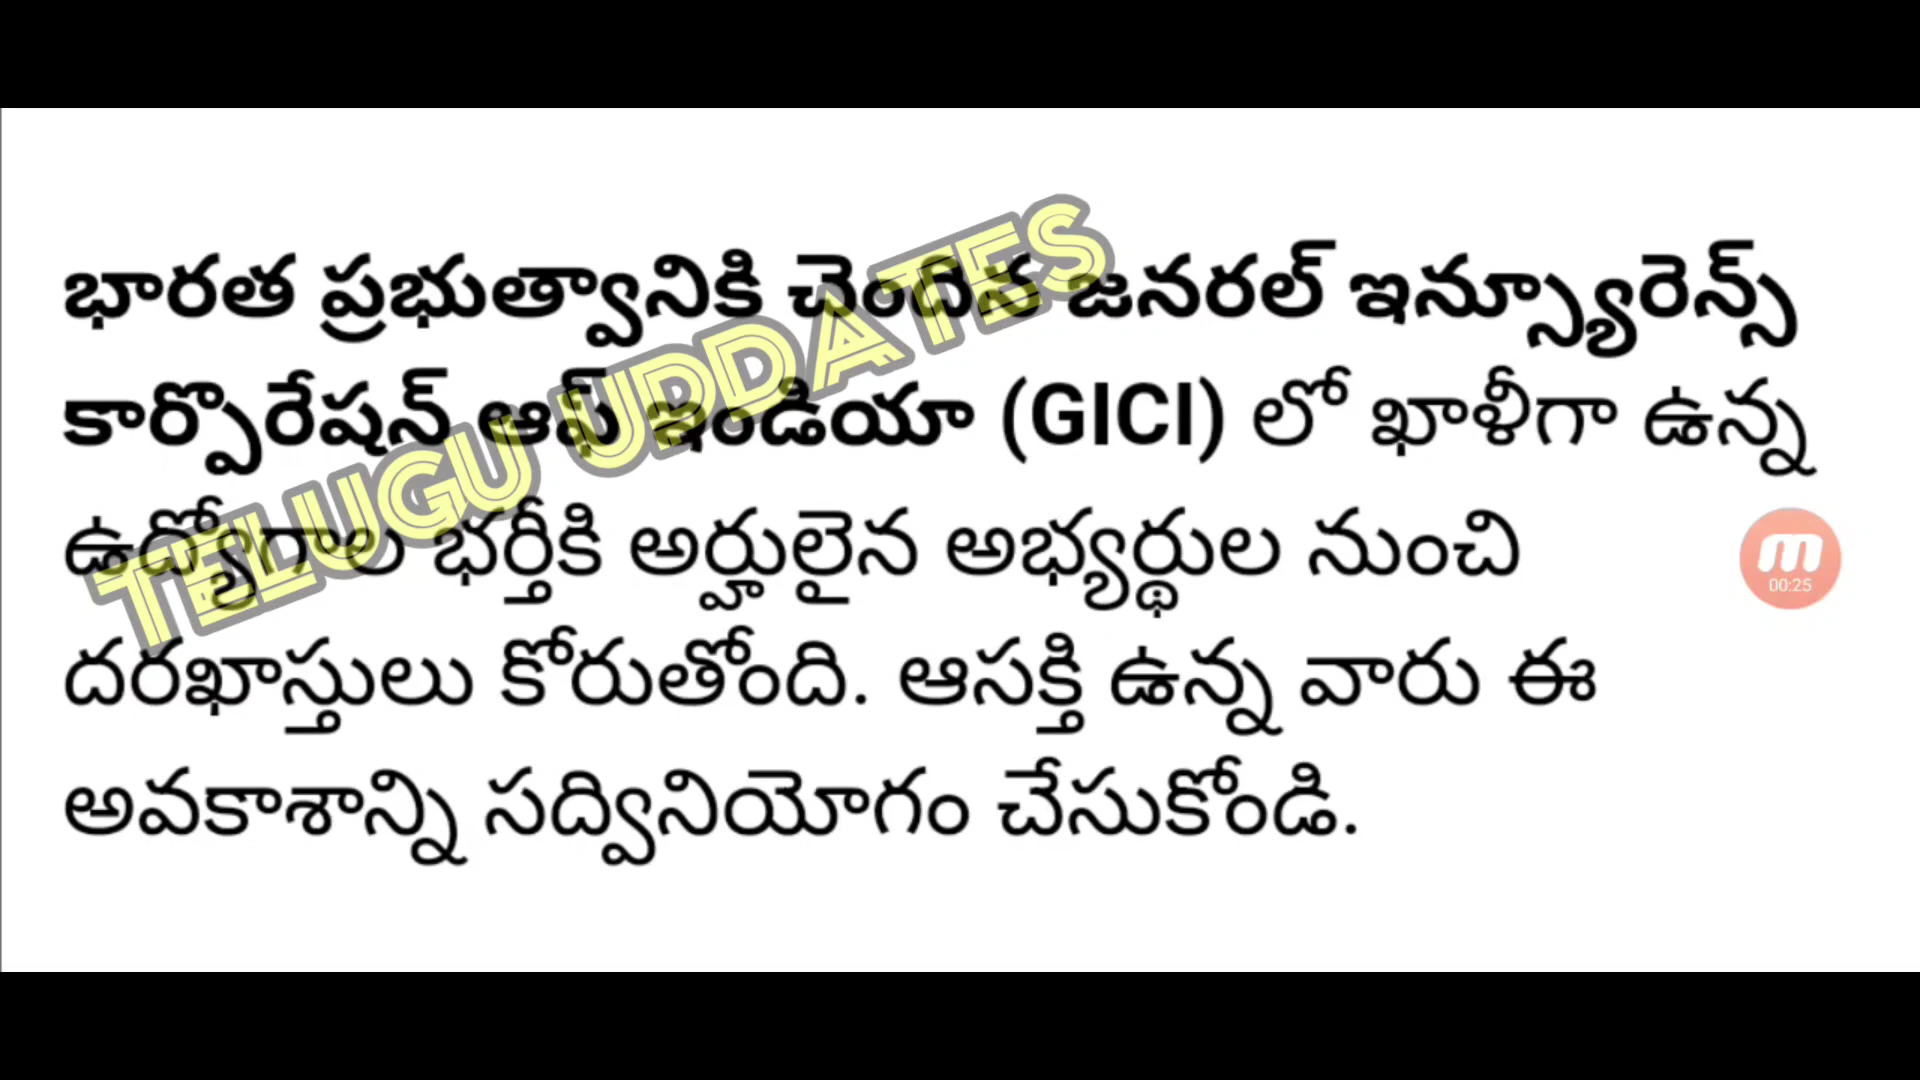 భారత ప్రభుత్వానికి చెందిన జనరల్ ఇన్స్యూరెన్స్
కార్పొరేషన్ ఆఫ్ ఇండియా (GICI) లో ఖాళీగా ఉన్న
ఉద్యోగాల భర్తీకి అర్హులైన అభ్యర్థుల నుంచి
దరఖాస్తులు కోరుతోంది. ఆసక్తి ఉన్న వారు ఈ
అవకాశాన్ని సద్వినియోగం చేసుకోండి.
TELUGU UPDATES
m
00:25